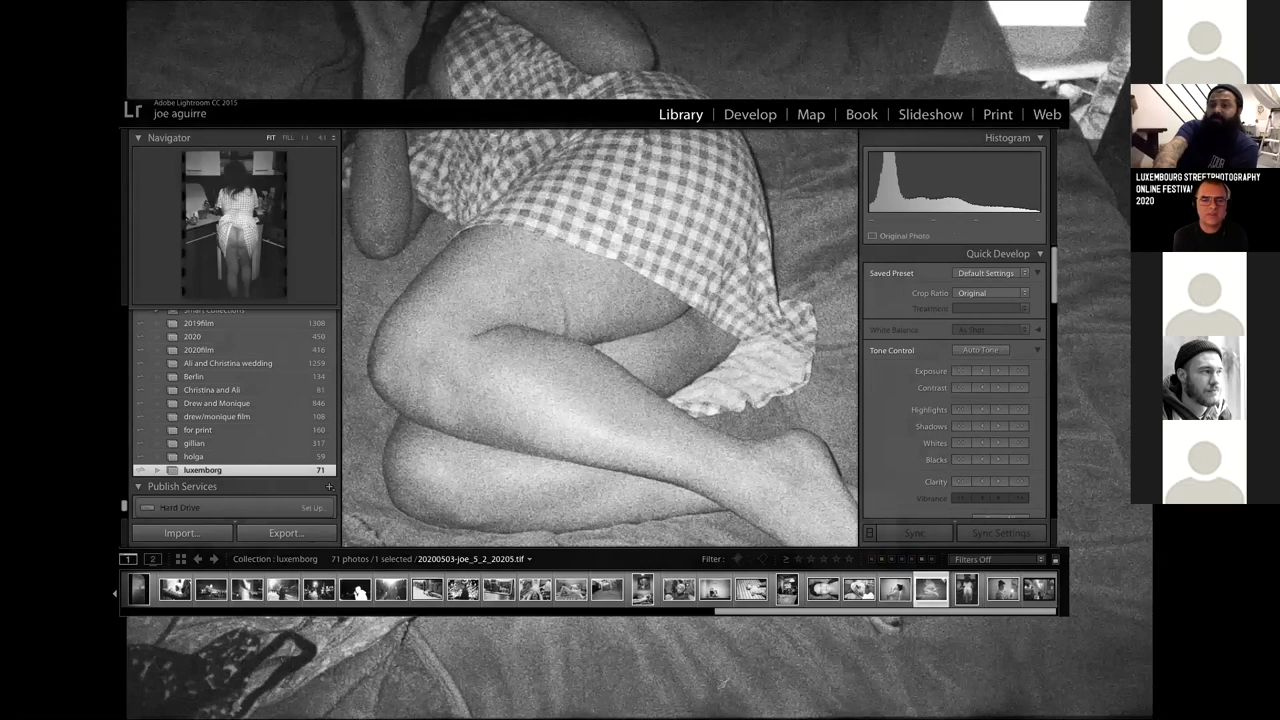 Lr
Adobe Lightroom CC 2015
joe aguirre
Library | Develop | Map | Book | Slideshow | Print | Web
Navigator
FIT FILL 1:1
Smart Collections
2019film 1308
2020 450
2020film 416
Ali and Christina wedding 1259
Berlin 134
Christina and Ali 81
Drew and Monique 846
drew/monique film 108
for print 160
gillian 317
holga 59
luxemborg 71
Publish Services
Hard Drive Set Up...
Import... Export...
Histogram
Original Photo
Quick Develop
Saved Preset Default Settings
Crop Ratio Original
Treatment
White Balance As Shot
Tone Control Auto Tone
Exposure
Contrast
Highlights
Shadows
Whites
Blacks
Clarity
Vibrance
Sync Sync Settings
1 2 Collection : luxemborg 71 photos / 1 selected / 20200503-joe_5_2_20205.tif Filter : Filters Off
LUXEMBOURG STREETPHOTOGRAPHY
ONLINE FESTIVAL
2020